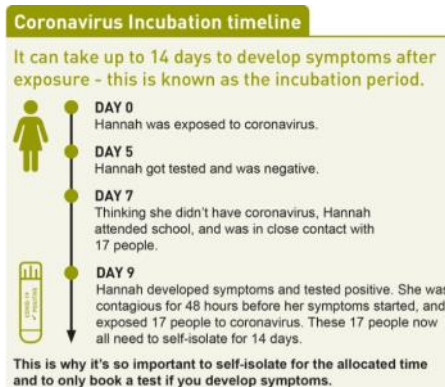 Coronavirus Incubation timeline
It can take up to 14 days to develop symptoms after
exposure - this is known as the incubation period.
DAY 0
Hannah was exposed to coronavirus.
DAY 5
Hannah got tested and was negative.
DAY 7
Thinking she didn't have coronavirus, Hannah
attended school, and was in close contact with
17 people.
DAY 9
Hannah developed symptoms and tested positive. She was
contagious for 48 hours before her symptoms started, and
exposed 17 people to coronavirus. These 17 people now
all need to self-isolate for 14 days.
COVID-19
POSITIVE
This is why it's so important to self-isolate for the allocated time
and to only book a test if you develop symptoms.